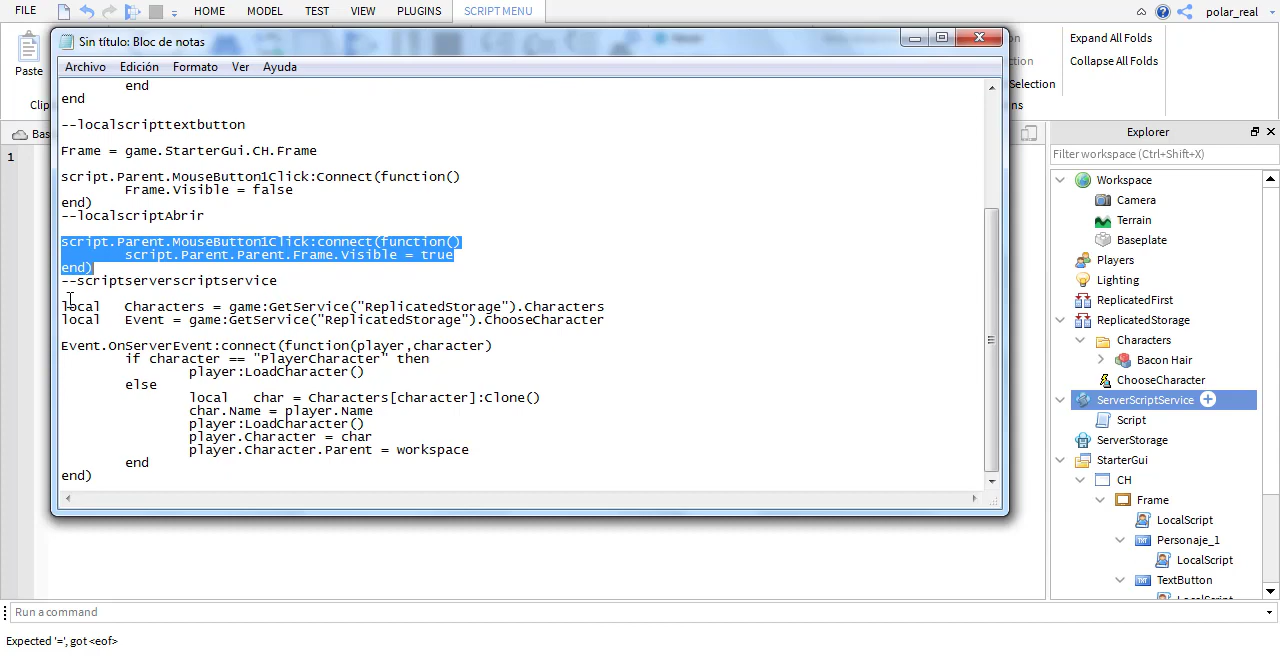 FILE
HOME
MODEL
TEST
VIEW
PLUGINS
SCRIPT MENU
polar_real
Paste
Clip
Expand All Folds
Collapse All Folds
Selection
Sin título: Bloc de notas
Archivo Edición Formato Ver Ayuda
Bas
1
end
end
--localscripttextbutton
Frame = game.StarterGui.CH.Frame
script.Parent.MouseButton1Click:Connect(function()
Frame.Visible = false
end)
--localscriptAbrir
script.Parent.MouseButton1Click:connect(function()
script.Parent.Parent.Frame.Visible = true
end)
--scriptserverscriptservice
local Characters = game:GetService("ReplicatedStorage").Characters
local Event = game:GetService("ReplicatedStorage").ChooseCharacter
Event.OnServerEvent:connect(function(player,character)
if character == "PlayerCharacter" then
player:LoadCharacter()
else
local char = Characters[character]:Clone()
char.Name = player.Name
player:LoadCharacter()
player.Character = char
player.Character.Parent = workspace
end
end)
Explorer
Filter workspace (Ctrl+Shift+X)
Workspace
Camera
Terrain
Baseplate
Players
Lighting
ReplicatedFirst
ReplicatedStorage
Characters
Bacon Hair
ChooseCharacter
ServerScriptService
Script
ServerStorage
StarterGui
CH
Frame
LocalScript
Personaje_1
LocalScript
TextButton
LocalScript
Run a command
Expected '=', got <eof>